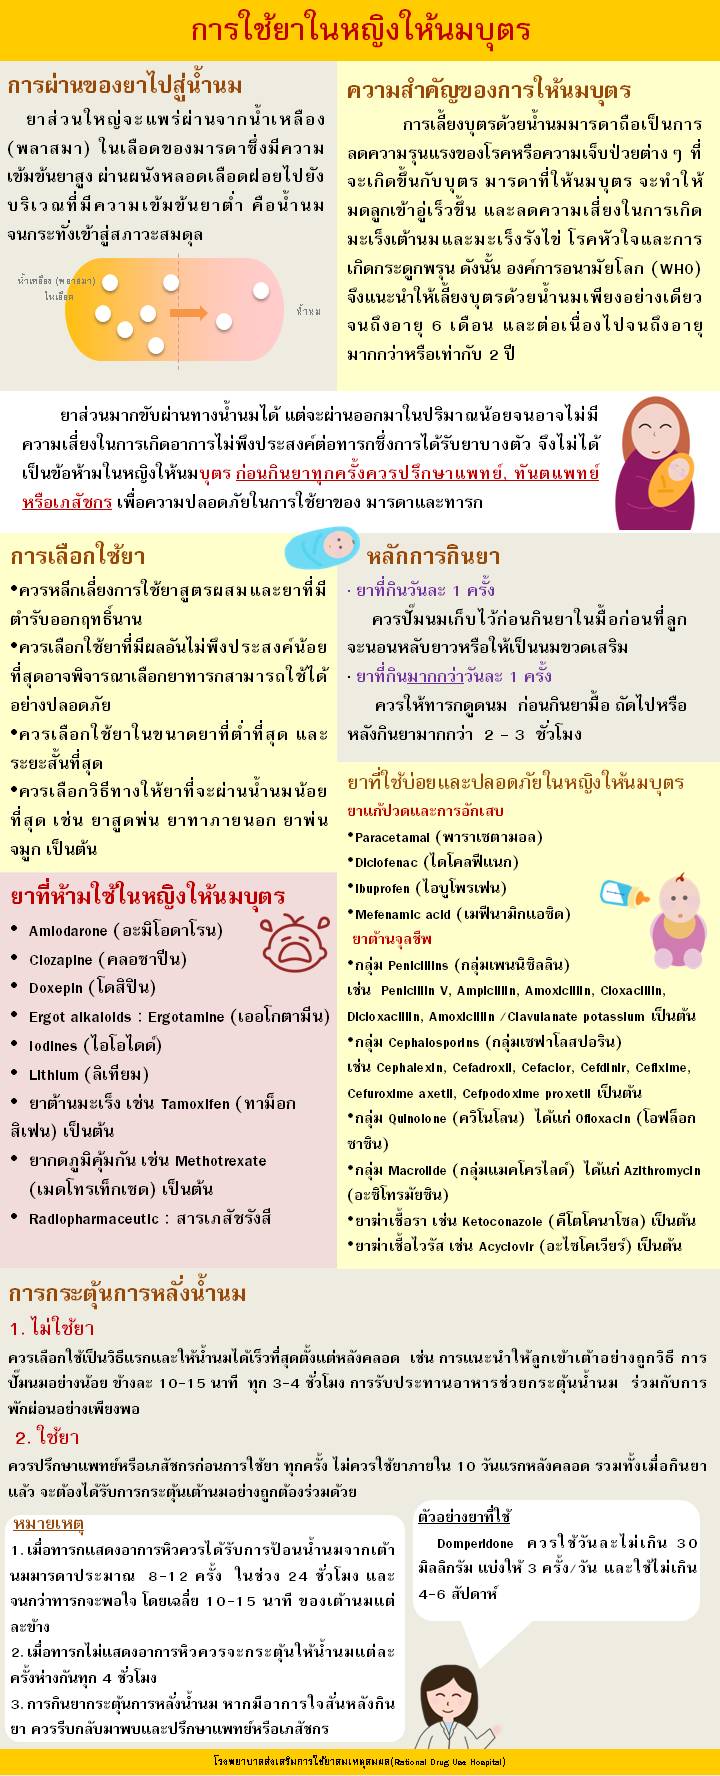 การใช้ยาในหญิงให้นมบุตร
การผ่านของยาไปสู่น้ำนม
ยาส่วนใหญ่จะแพร่ผ่านจากน้ำเหลือง
(พลาสมา) ในเลือดของมารดาซึ่งมีความ
เข้มข้นยาสูง ผ่านผนังหลอดเลือดฝอยไปยัง
บริเวณที่มีความเข้มข้นยาต่ำ คือน้ำนม
จนกระทั่งเข้าสู่สภาวะสมดุล
น้ำเหลือง (พลาสมา)
ในเลือด
น้ำนม
ความสำคัญของการให้นมบุตร
การเลี้ยงบุตรด้วยน้ำนมมารดาถือเป็นการ
ลดความรุนแรงของโรคหรือความเจ็บป่วยต่าง ๆ ที่
จะเกิดขึ้นกับบุตร มารดาที่ให้นมบุตร จะทำให้
มดลูกเข้าอู่เร็วขึ้น และลดความเสี่ยงในการเกิด
มะเร็งเต้านมและมะเร็งรังไข่ โรคหัวใจและการ
เกิดกระดูกพรุน ดังนั้น องค์การอนามัยโลก (WHO)
จึงแนะนำให้เลี้ยงบุตรด้วยน้ำนมเพียงอย่างเดียว
จนถึงอายุ 6 เดือน และต่อเนื่องไปจนถึงอายุ
มากกว่าหรือเท่ากับ 2 ปี
ยาส่วนมากขับผ่านทางน้ำนมได้ แต่จะผ่านออกมาในปริมาณน้อยจนอาจไม่มี
ความเสี่ยงในการเกิดอาการไม่พึงประสงค์ต่อทารกซึ่งการได้รับยาบางตัว จึงไม่ได้
เป็นข้อห้ามในหญิงให้นมบุตร ก่อนกินยาทุกครั้งควรปรึกษาแพทย์, ทันตแพทย์
หรือเภสัชกร เพื่อความปลอดภัยในการใช้ยาของ มารดาและทารก
การเลือกใช้ยา
•ควรหลีกเลี่ยงการใช้ยาสูตรผสมและยาที่มี
ตำรับออกฤทธิ์นาน
•ควรเลือกใช้ยาที่มีผลอันไม่พึงประสงค์น้อย
ที่สุดอาจพิจารณาเลือกยาทารกสามารถใช้ได้
อย่างปลอดภัย
•ควรเลือกใช้ยาในขนาดยาที่ต่ำที่สุด และ
ระยะสั้นที่สุด
•ควรเลือกวิธีทางให้ยาที่จะผ่านน้ำนมน้อย
ที่สุด เช่น ยาสูดพ่น ยาทาภายนอก ยาพ่น
จมูก เป็นต้น
หลักการกินยา
· ยาที่กินวันละ 1 ครั้ง
ควรปั๊มนมเก็บไว้ก่อนกินยาในมื้อก่อนที่ลูก
จะนอนหลับยาวหรือให้เป็นนมขวดเสริม
· ยาที่กินมากกว่าวันละ 1 ครั้ง
ควรให้ทารกดูดนม ก่อนกินยามื้อ ถัดไปหรือ
หลังกินยามากกว่า 2 - 3 ชั่วโมง
ยาที่ห้ามใช้ในหญิงให้นมบุตร
• Amiodarone (อะมิโอดาโรน)
• Clozapine (คลอซาปีน)
• Doxepin (โดสิปิน)
• Ergot alkaloids : Ergotamine (เออโกตามีน)
• Iodines (ไอโอไดด์)
• Lithium (ลิเทียม)
• ยาต้านมะเร็ง เช่น Tamoxifen (ทาม็อก
สิเฟน) เป็นต้น
• ยากดภูมิคุ้มกัน เช่น Methotrexate
(เมดโทรเท็กเซด) เป็นต้น
• Radiopharmaceutic : สารเภสัชรังสี
ยาที่ใช้บ่อยและปลอดภัยในหญิงให้นมบุตร
ยาแก้ปวดและการอักเสบ
•Paracetamal (พาราเซตามอล)
•Diclofenac (ไดโคลฟีแนก)
•Ibuprofen (ไอบูโพรเฟน)
•Mefenamic acid (เมฟีนามิกแอซิด)
ยาต้านจุลชีพ
•กลุ่ม Penicillins (กลุ่มเพนนิซิลลิน)
เช่น Penicillin V, Ampicillin, Amoxicillin, Cloxacillin,
Dicloxacillin, Amoxicillin /Clavulanate potassium เป็นต้น
•กลุ่ม Cephalosporins (กลุ่มเซฟาโลสปอริน)
เช่น Cephalexin, Cefadroxil, Cefaclor, Cefdinir, Cefixime,
Cefuroxime axetil, Cefpodoxime proxetil เป็นต้น
•กลุ่ม Quinolone (ควิโนโลน) ได้แก่ Ofloxacin (โอฟล็อก
ซาซิน)
•กลุ่ม Macrolide (กลุ่มแมคโครไลด์) ได้แก่ Azithromycin
(อะซิโทรมัยซิน)
•ยาฆ่าเชื้อรา เช่น Ketoconazole (คีโตโคนาโซล) เป็นต้น
•ยาฆ่าเชื้อไวรัส เช่น Acyclovir (อะไซโคเวียร์) เป็นต้น
การกระตุ้นการหลั่งน้ำนม
1. ไม่ใช้ยา
ควรเลือกใช้เป็นวิธีแรกและให้น้ำนมได้เร็วที่สุดตั้งแต่หลังคลอด เช่น การแนะนำให้ลูกเข้าเต้าอย่างถูกวิธี การ
ปั๊มนมอย่างน้อย ข้างละ 10-15 นาที ทุก 3-4 ชั่วโมง การรับประทานอาหารช่วยกระตุ้นน้ำนม ร่วมกับการ
พักผ่อนอย่างเพียงพอ
2. ใช้ยา
ควรปรึกษาแพทย์หรือเภสัชกรก่อนการใช้ยา ทุกครั้ง ไม่ควรใช้ยาภายใน 10 วันแรกหลังคลอด รวมทั้งเมื่อกินยา
แล้ว จะต้องได้รับการกระตุ้นเต้านมอย่างถูกต้องร่วมด้วย
หมายเหตุ
1. เมื่อทารกแสดงอาการหิวควรได้รับการป้อนน้ำนมจากเต้า
นมมารดาประมาณ 8-12 ครั้ง ในช่วง 24 ชั่วโมง และ
จนกว่าทารกจะพอใจ โดยเฉลี่ย 10-15 นาที ของเต้านมแต่
ละข้าง
2. เมื่อทารกไม่แสดงอาการหิวควรจะกระตุ้นให้น้ำนมแต่ละ
ครั้งห่างกันทุก 4 ชั่วโมง
3. การกินยากระตุ้นการหลั่งน้ำนม หากมีอาการใจสั่นหลังกิน
ยา ควรรีบกลับมาพบและปรึกษาแพทย์หรือเภสัชกร
ตัวอย่างยาที่ใช้
Domperidone ควรใช้วันละไม่เกิน 30
มิลลิกรัม แบ่งให้ 3 ครั้ง/วัน และใช้ไม่เกิน
4-6 สัปดาห์
โรงพยาบาลส่งเสริมการใช้ยาสมเหตุสมผล(Rational Drug Use Hospital)